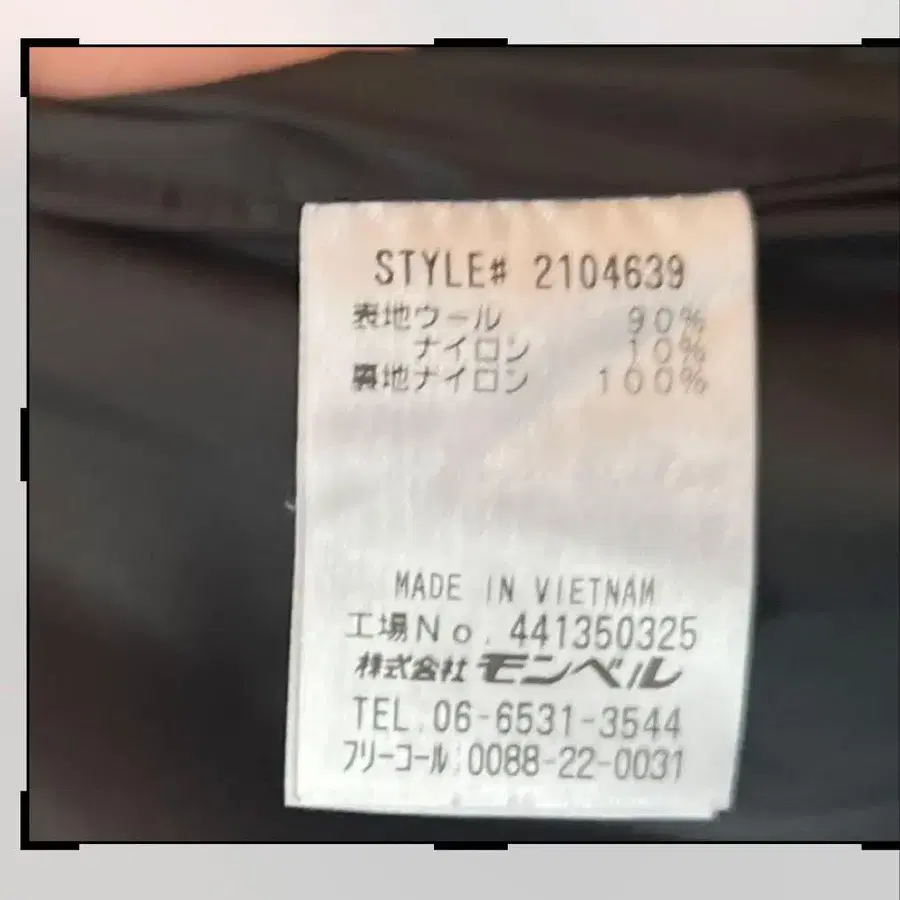 STYLE# 2104639
表地ウール 90%
ナイロン 10%
裏地ナイロン 100%
MADE IN VIETNAM
工場No. 441350325
株式会社モンベル
TEL.06-6531-3544
フリーコール:0088-22-0031